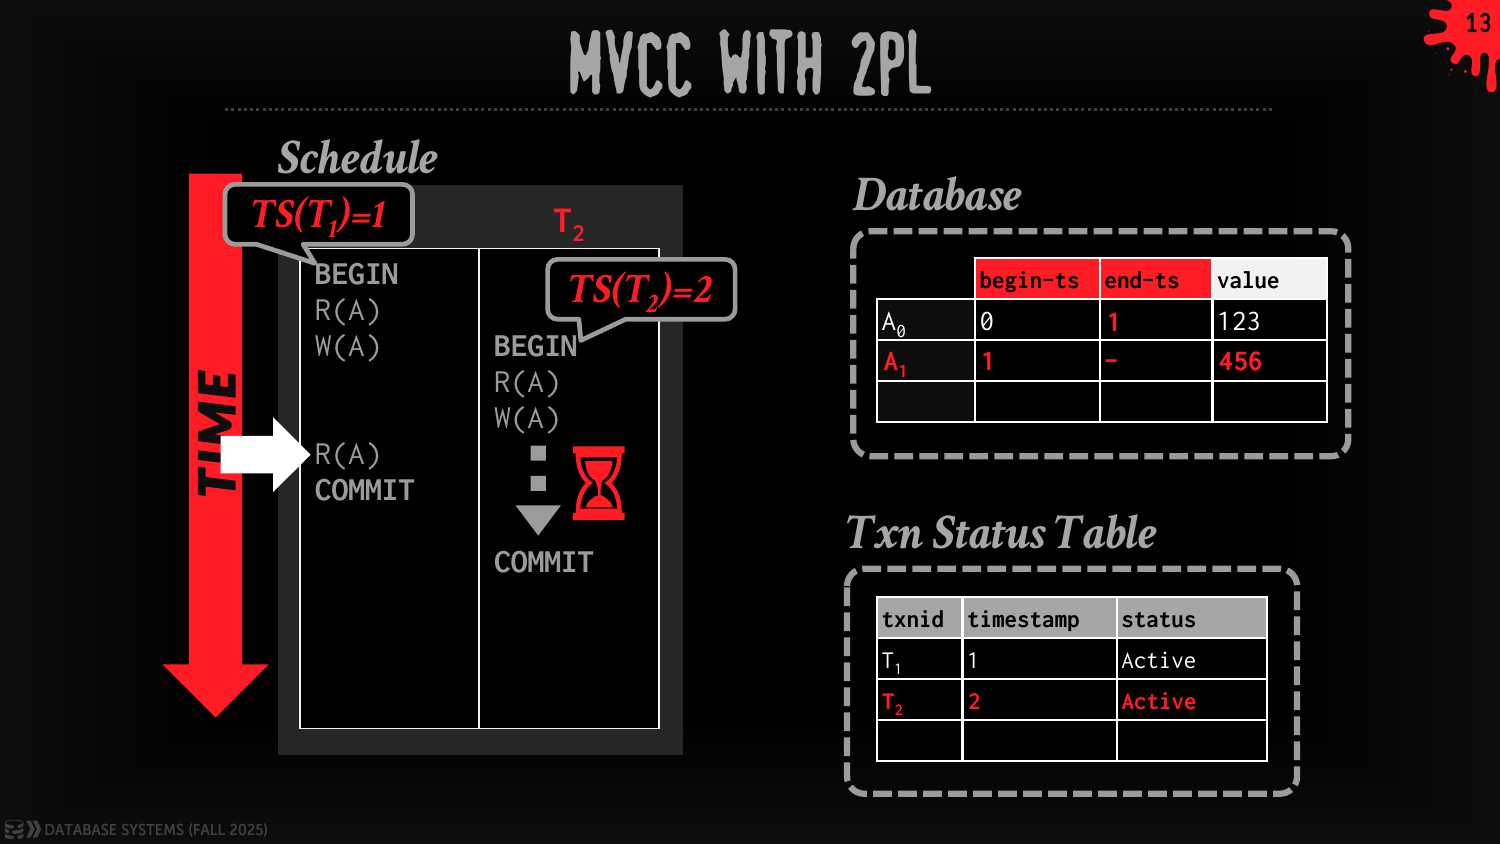 13
MVCC WITH 2PL
Schedule
TS(T1)=1
T2
BEGIN
R(A)
W(A)
R(A)
COMMIT
TS(T2)=2
BEGIN
R(A)
W(A)
COMMIT
TIME
Database
begin-ts end-ts value
A0 0 1 123
A1 1 - 456
Txn Status Table
txnid timestamp status
T1 1 Active
T2 2 Active
DATABASE SYSTEMS (FALL 2025)